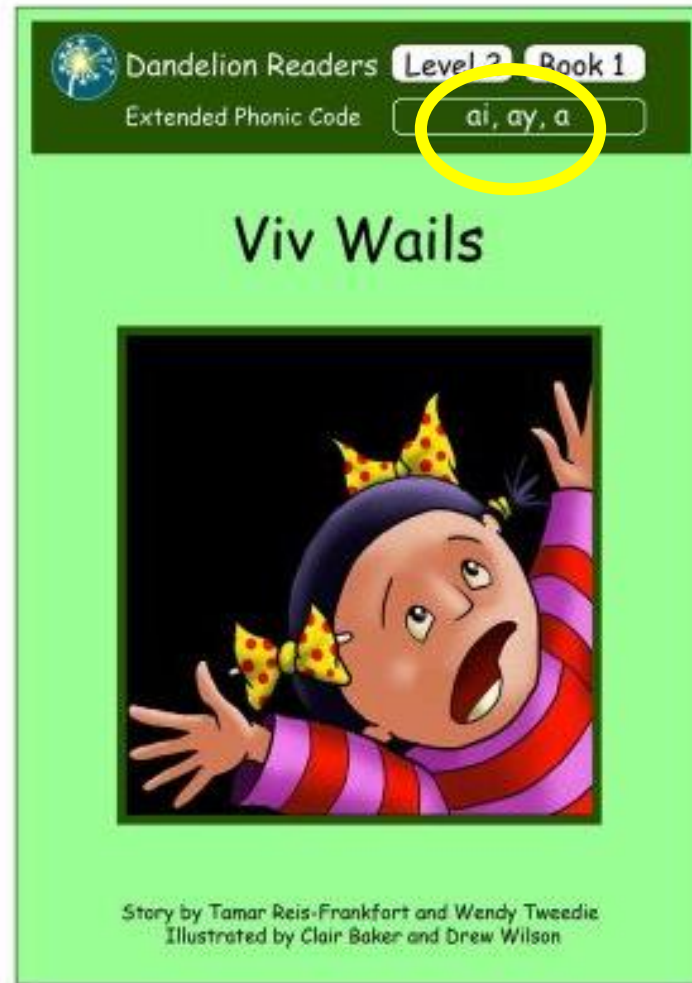 Dandelion Readers Level Book 1
Extended Phonic Code ai, ay, a
Viv Wails
Story by Tamar Reis-Frankfort and Wendy Tweedie
Illustrated by Clair Baker and Drew Wilson